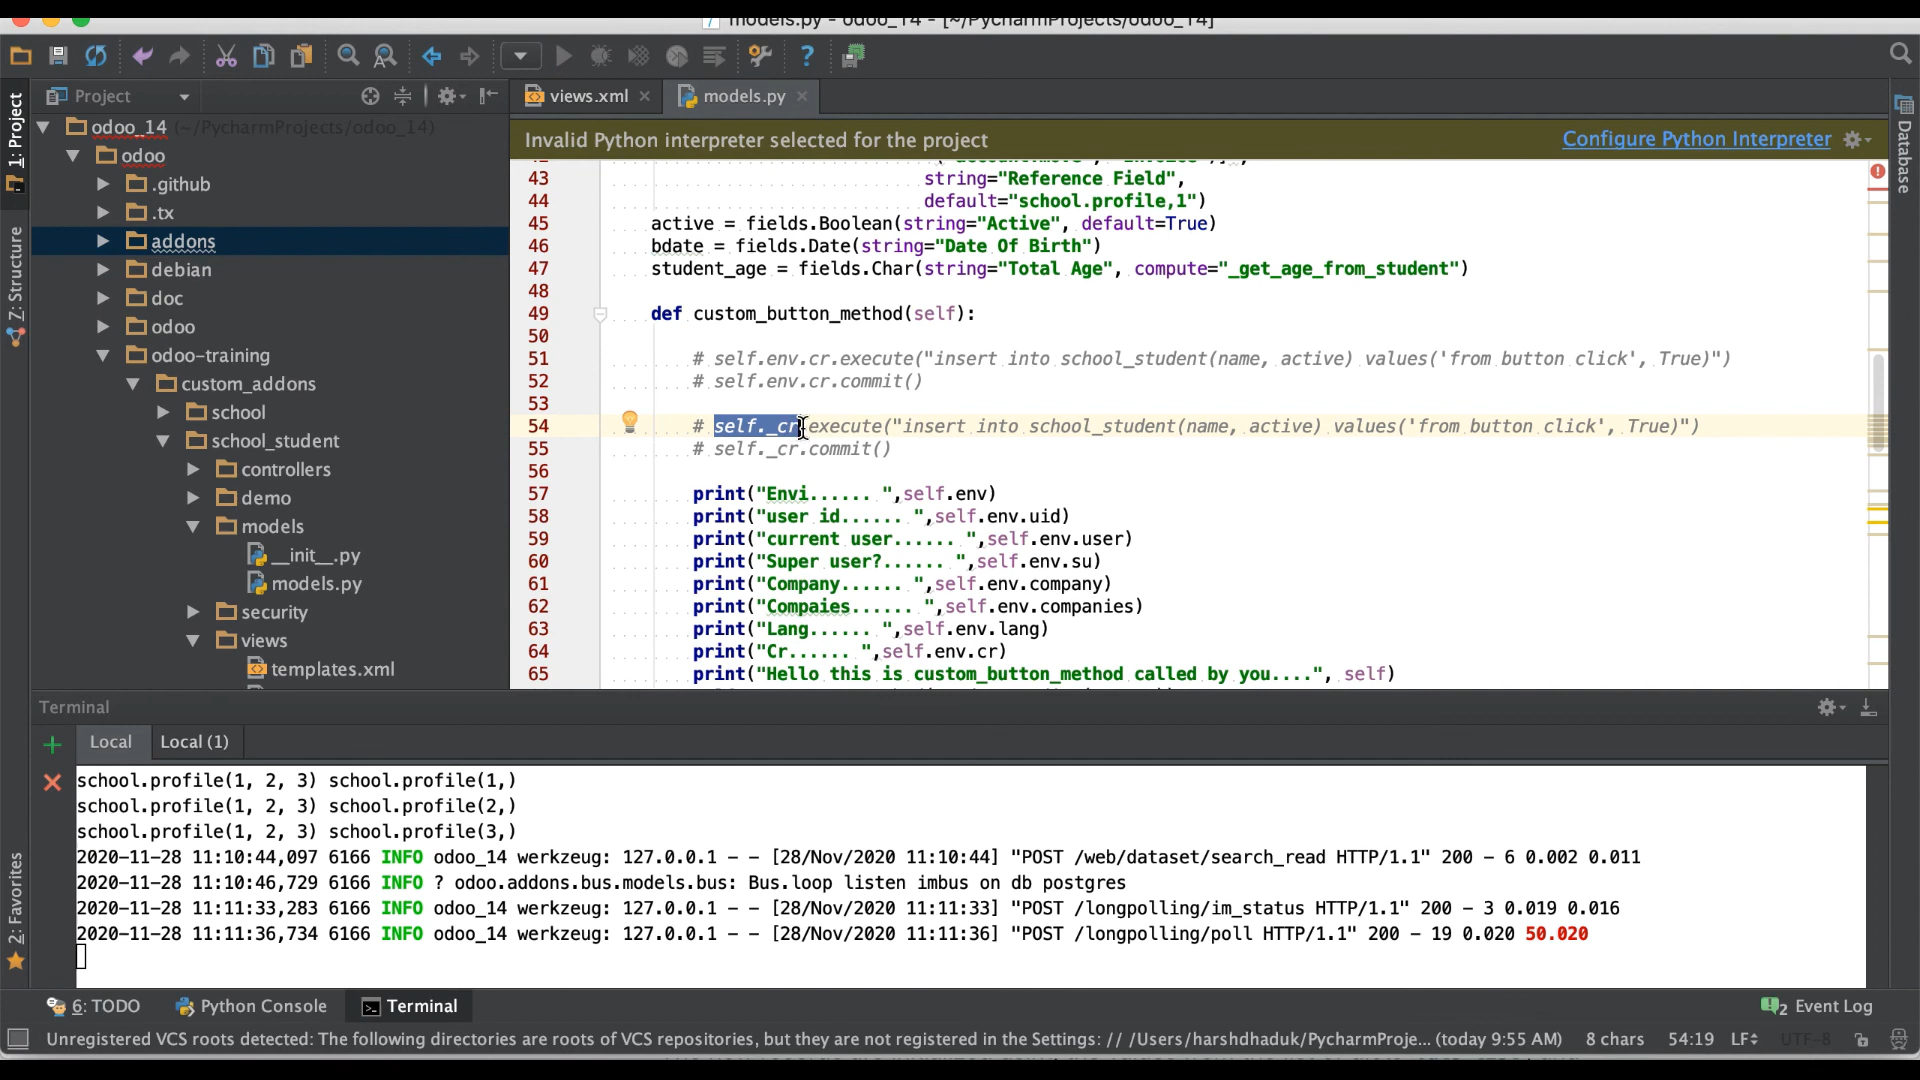 models.py - odoo_14 - [~/PycharmProjects/odoo_14]
Project
views.xml
models.py
1: Project
7: Structure
2: Favorites
Database
Invalid Python interpreter selected for the project
Configure Python Interpreter
odoo_14 (~/PycharmProjects/odoo_14)
odoo
.github
.tx
addons
debian
doc
odoo
odoo-training
custom_addons
school
school_student
controllers
demo
models
__init__.py
models.py
security
views
templates.xml
43 string="Reference Field",
44 default="school.profile,1")
45 active = fields.Boolean(string="Active", default=True)
46 bdate = fields.Date(string="Date Of Birth")
47 student_age = fields.Char(string="Total Age", compute="_get_age_from_student")
48
49 def custom_button_method(self):
50
51 # self.env.cr.execute("insert into school_student(name, active) values('from button click', True)")
52 # self.env.cr.commit()
53
54 # self._cr.execute("insert into school_student(name, active) values('from button click', True)")
55 # self._cr.commit()
56
57 print("Envi...... ",self.env)
58 print("user id...... ",self.env.uid)
59 print("current user...... ",self.env.user)
60 print("Super user?...... ",self.env.su)
61 print("Company...... ",self.env.company)
62 print("Compaies...... ",self.env.companies)
63 print("Lang...... ",self.env.lang)
64 print("Cr...... ",self.env.cr)
65 print("Hello this is custom_button_method called by you....", self)
Terminal
Local
Local (1)
school.profile(1, 2, 3) school.profile(1,)
school.profile(1, 2, 3) school.profile(2,)
school.profile(1, 2, 3) school.profile(3,)
2020-11-28 11:10:44,097 6166 INFO odoo_14 werkzeug: 127.0.0.1 - - [28/Nov/2020 11:10:44] "POST /web/dataset/search_read HTTP/1.1" 200 - 6 0.002 0.011
2020-11-28 11:10:46,729 6166 INFO ? odoo.addons.bus.models.bus: Bus.loop listen imbus on db postgres
2020-11-28 11:11:33,283 6166 INFO odoo_14 werkzeug: 127.0.0.1 - - [28/Nov/2020 11:11:33] "POST /longpolling/im_status HTTP/1.1" 200 - 3 0.019 0.016
2020-11-28 11:11:36,734 6166 INFO odoo_14 werkzeug: 127.0.0.1 - - [28/Nov/2020 11:11:36] "POST /longpolling/poll HTTP/1.1" 200 - 19 0.020 50.020
6: TODO
Python Console
Terminal
2 Event Log
Unregistered VCS roots detected: The following directories are roots of VCS repositories, but they are not registered in the Settings: // /Users/harshdhaduk/PycharmProje... (today 9:55 AM)
8 chars
54:19
LF
UTF-8